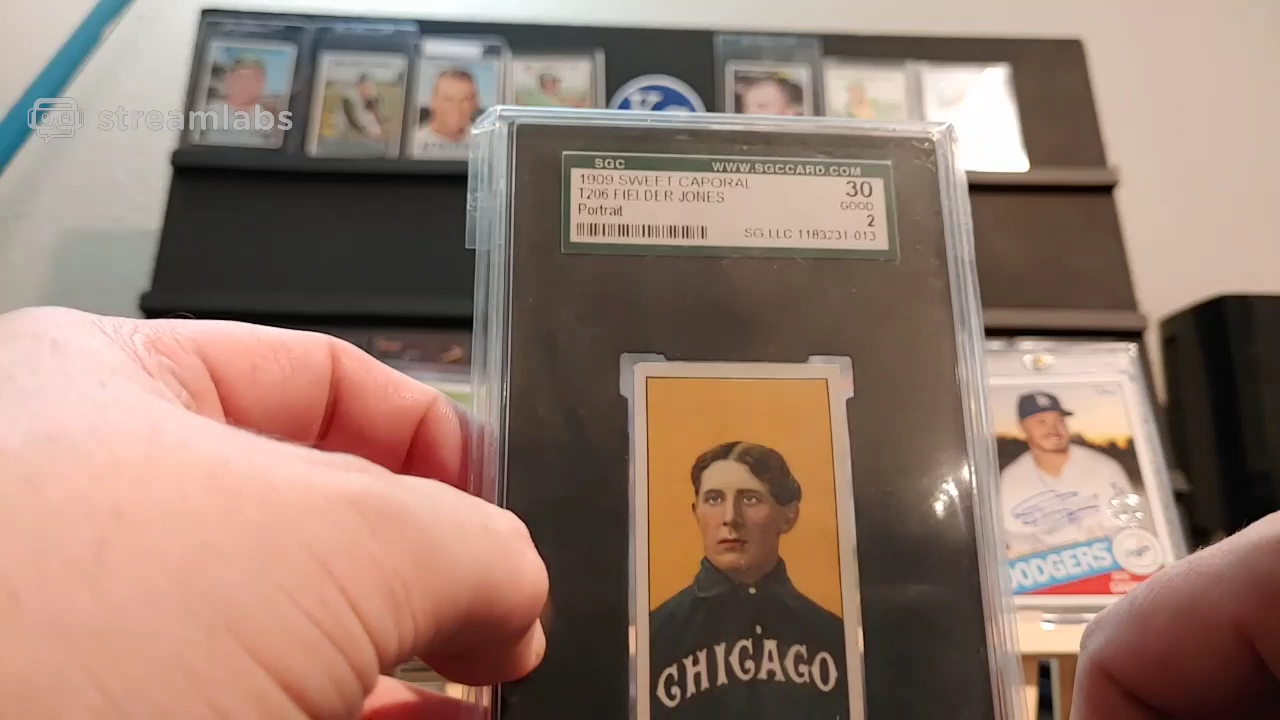 streamlabs
SGC WWW.SGCCARD.COM
1909 SWEET CAPORAL 30
T206 FIELDER JONES GOOD
Portrait 2
SG,LLC 1183231-013
CHICAGO
DODGERS